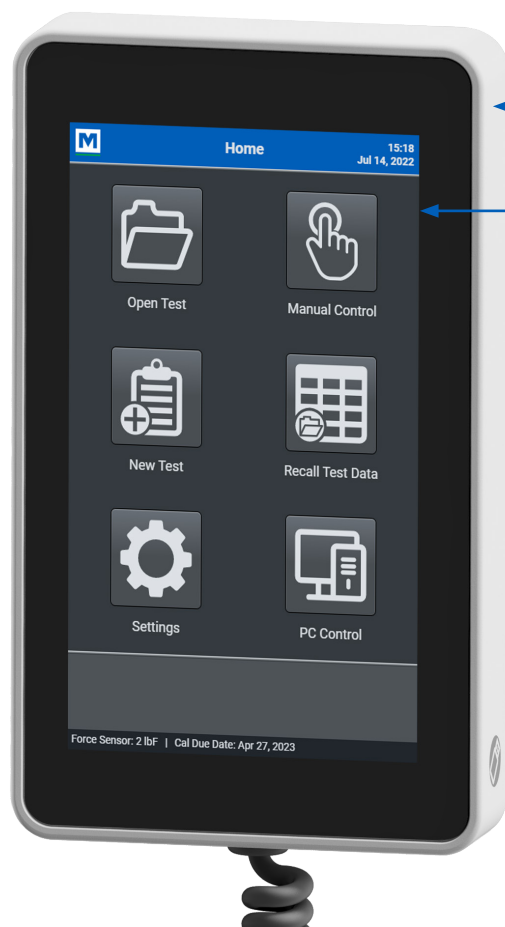 M
Home
15:18
Jul 14, 2022
Open Test
Manual Control
New Test
Recall Test Data
Settings
PC Control
Force Sensor: 2 lbF | Cal Due Date: Apr 27, 2023